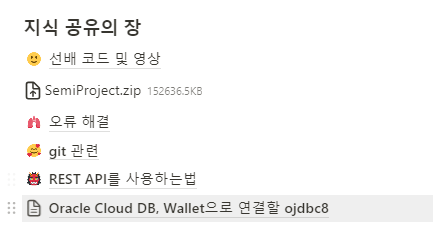 지식 공유의 장
선배 코드 및 영상
SemiProject.zip 152636.5KB
오류 해결
git 관련
REST API를 사용하는법
Oracle Cloud DB, Wallet으로 연결할 ojdbc8